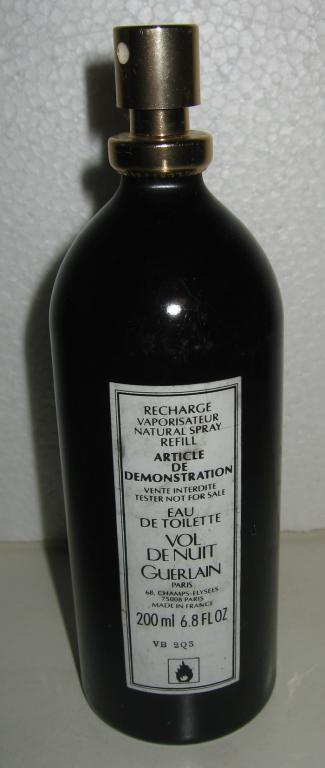 RECHARGE
VAPORISATEUR
NATURAL SPRAY
REFILL
ARTICLE
DE
DEMONSTRATION
VENTE INTERDITE
TESTER NOT FOR SALE
EAU
DE TOILETTE
VOL
DE NUIT
GUERLAIN
PARIS
68, CHAMPS-ELYSEES
75008 PARIS
MADE IN FRANCE
200 ml 6.8 FL OZ
VB 2Q3